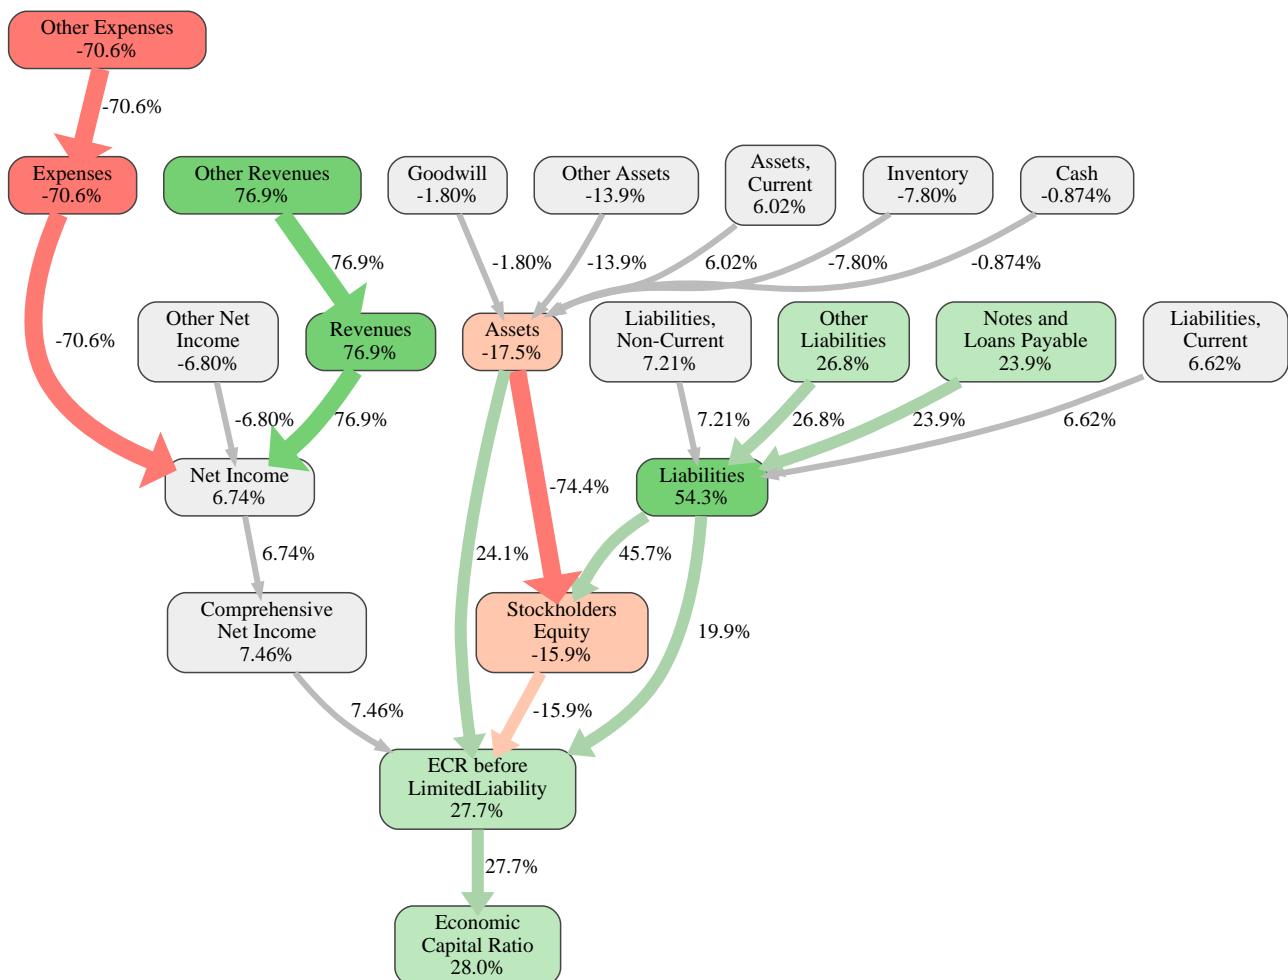 Other Expenses
-70.6%
-70.6%
Expenses
-70.6%
Other Revenues
76.9%
Goodwill
-1.80%
Other Assets
-13.9%
Assets,
Current
6.02%
Inventory
-7.80%
Cash
-0.874%
76.9%
-1.80%
-13.9%
6.02%
-7.80%
-0.874%
-70.6%
Other Net
Income
-6.80%
Revenues
76.9%
Assets
-17.5%
Liabilities,
Non-Current
7.21%
Other
Liabilities
26.8%
Notes and
Loans Payable
23.9%
Liabilities,
Current
6.62%
-6.80%
76.9%
7.21%
26.8%
23.9%
6.62%
Net Income
6.74%
-74.4%
Liabilities
54.3%
6.74%
24.1%
45.7%
Comprehensive
Net Income
7.46%
Stockholders
Equity
-15.9%
19.9%
7.46%
-15.9%
ECR before
LimitedLiability
27.7%
27.7%
Economic
Capital Ratio
28.0%